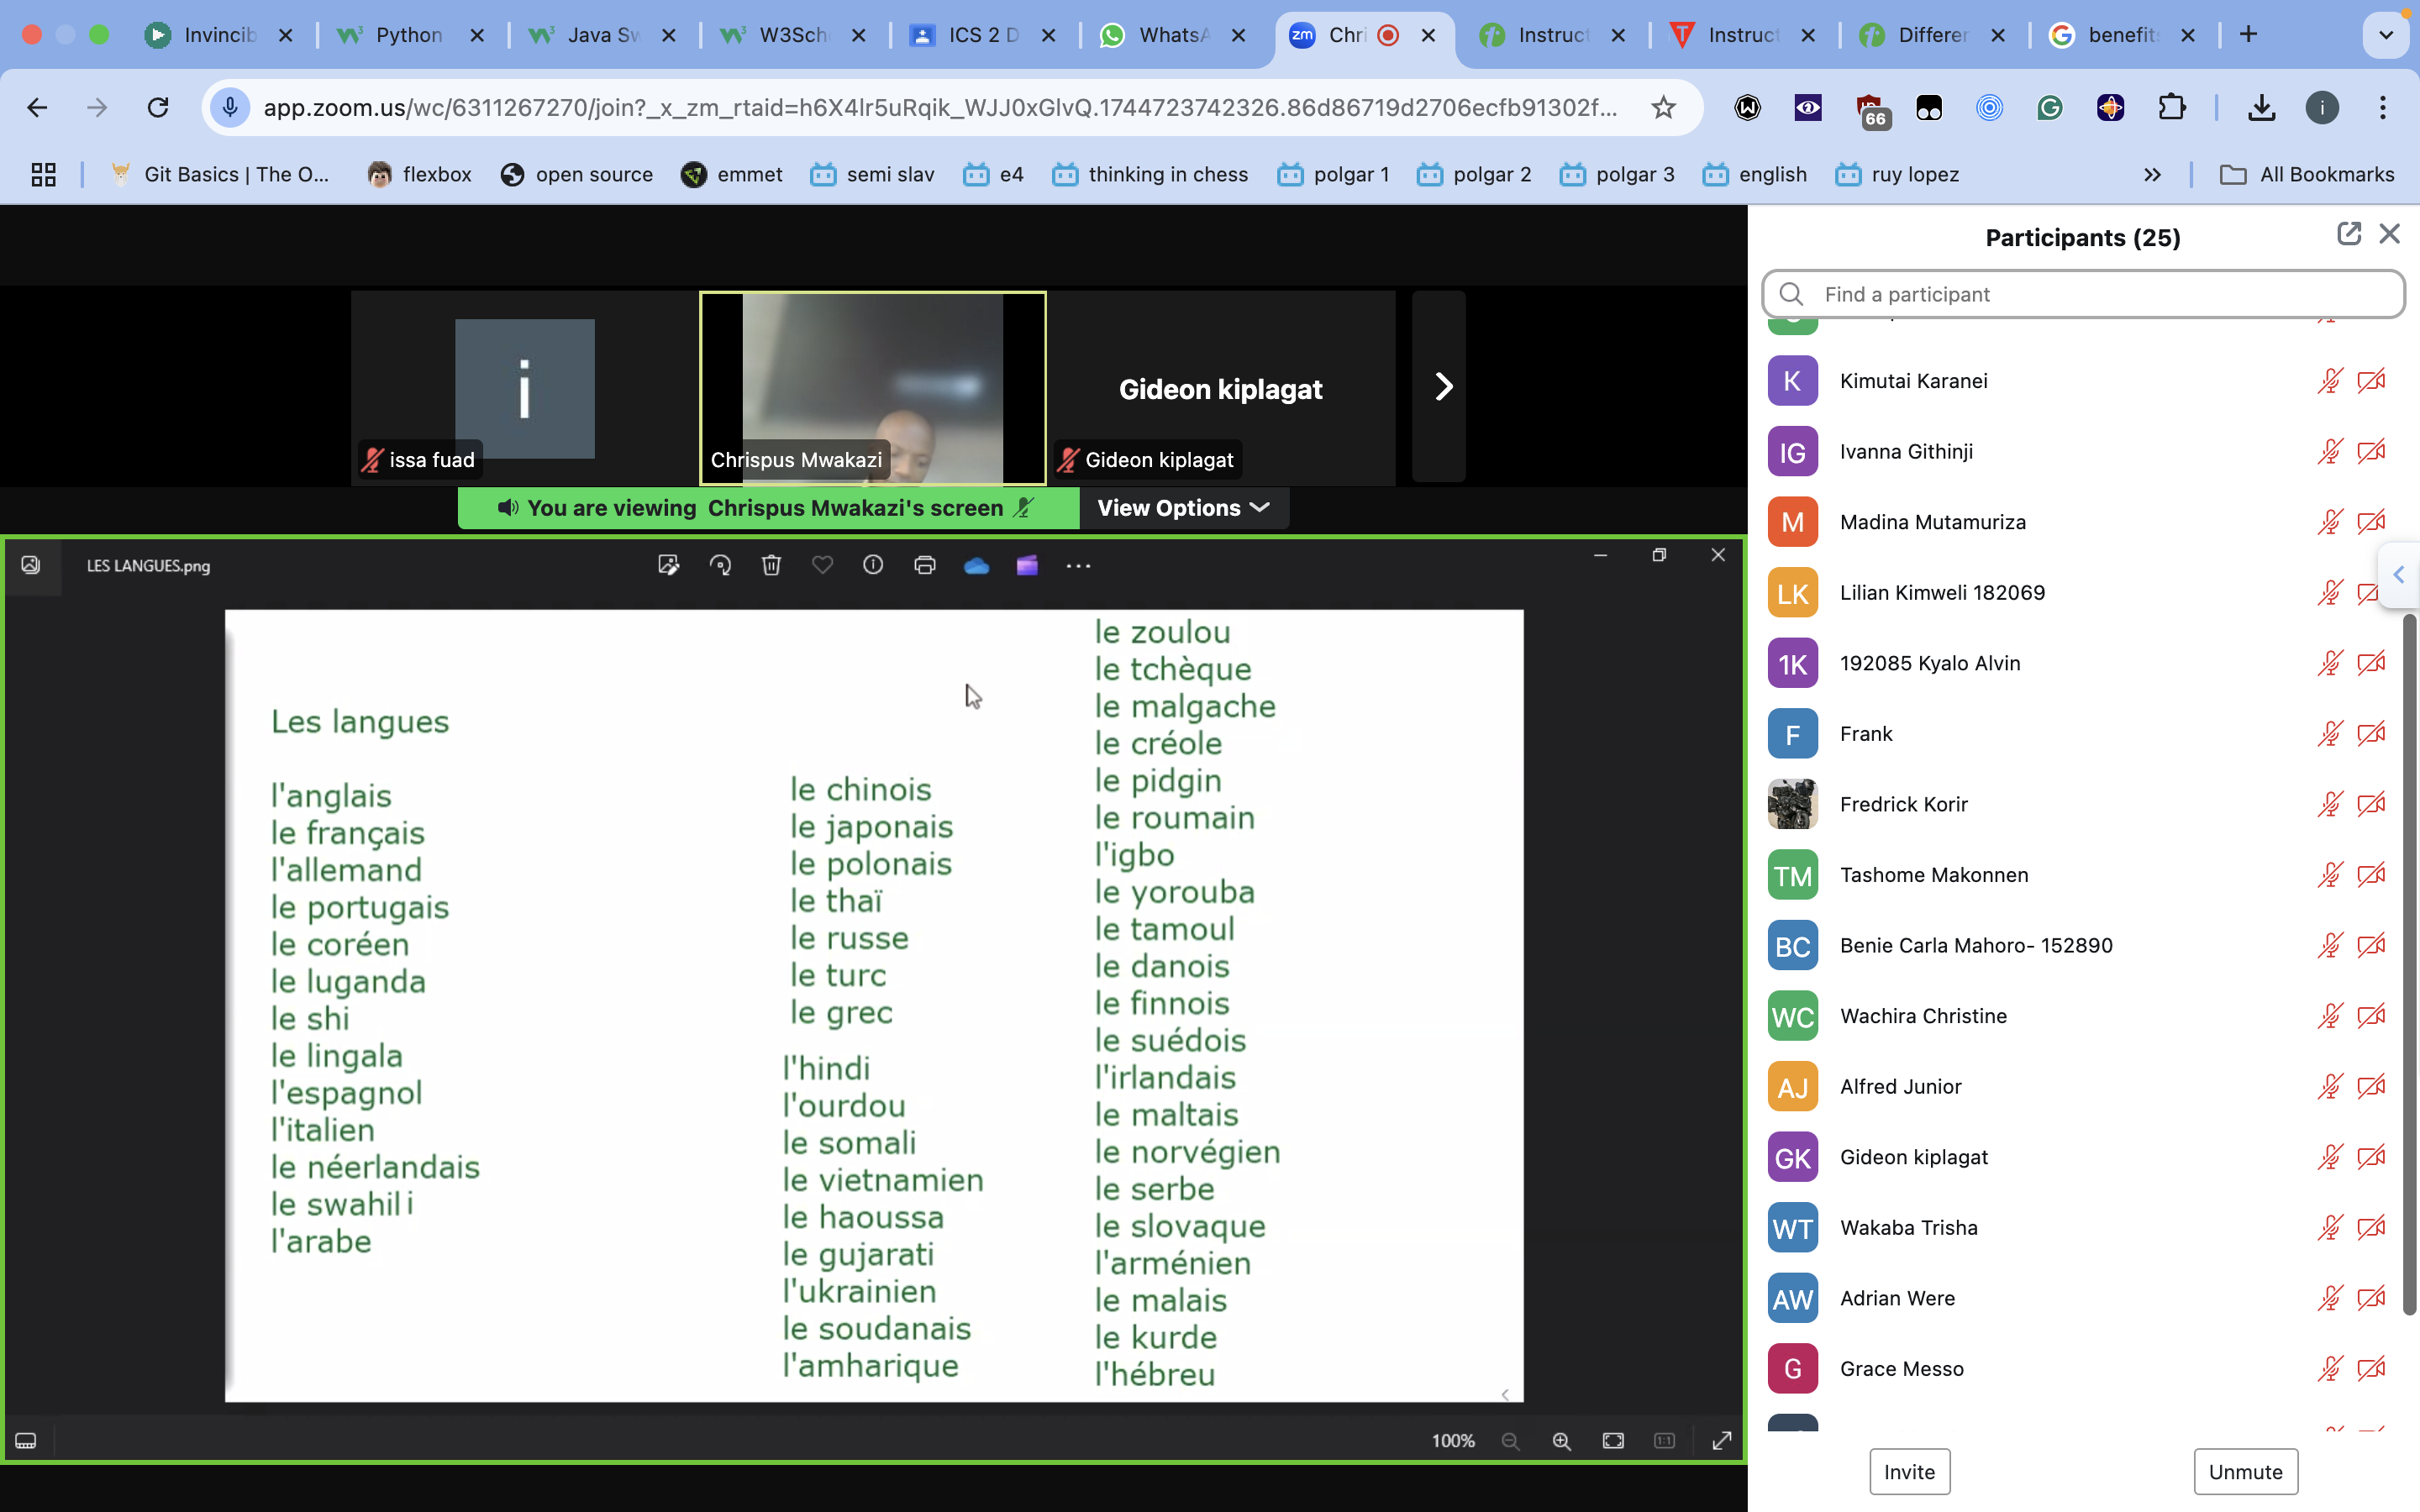 Invincib
Python
Java Sw
W3Sch
ICS 2 D
WhatsA
zm
Chri
Instruct
Instruct
Differen
benefit
app.zoom.us/wc/6311267270/join?_x_zm_rtaid=h6X4lr5uRqik_WJJ0xGlvQ.1744723742326.86d86719d2706ecfb91302f...
66
i
Git Basics | The O...
flexbox
open source
emmet
semi slav
e4
thinking in chess
polgar 1
polgar 2
polgar 3
english
ruy lopez
All Bookmarks
i
issa fuad
Chrispus Mwakazi
Gideon kiplagat
Gideon kiplagat
You are viewing Chrispus Mwakazi's screen
View Options
LES LANGUES.png
Les langues
l'anglais
le français
l'allemand
le portugais
le coréen
le luganda
le shi
le lingala
l'espagnol
l'italien
le néerlandais
le swahili
l'arabe
le chinois
le japonais
le polonais
le thaï
le russe
le turc
le grec
l'hindi
l'ourdou
le somali
le vietnamien
le haoussa
le gujarati
l'ukrainien
le soudanais
l'amharique
le zoulou
le tchèque
le malgache
le créole
le pidgin
le roumain
l'igbo
le yorouba
le tamoul
le danois
le finnois
le suédois
l'irlandais
le maltais
le norvégien
le serbe
le slovaque
l'arménien
le malais
le kurde
l'hébreu
100%
1:1
Participants (25)
Find a participant
K Kimutai Karanei
IG Ivanna Githinji
M Madina Mutamuriza
LK Lilian Kimweli 182069
1K 192085 Kyalo Alvin
F Frank
Fredrick Korir
TM Tashome Makonnen
BC Benie Carla Mahoro- 152890
WC Wachira Christine
AJ Alfred Junior
GK Gideon kiplagat
WT Wakaba Trisha
AW Adrian Were
G Grace Messo
Invite
Unmute